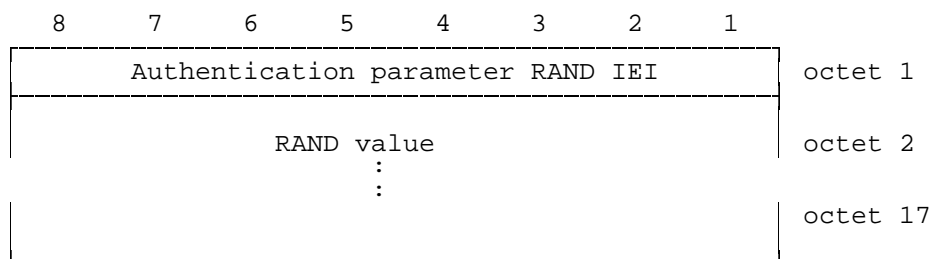 8 7 6 5 4 3 2 1
Authentication parameter RAND IEI octet 1
RAND value octet 2
:
:
octet 17